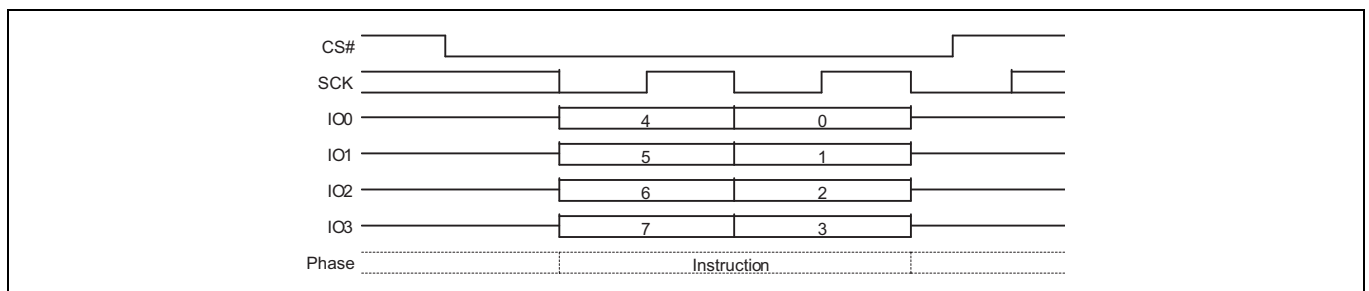 CS#
SCK
IO0 4 0
IO1 5 1
IO2 6 2
IO3 7 3
Phase Instruction